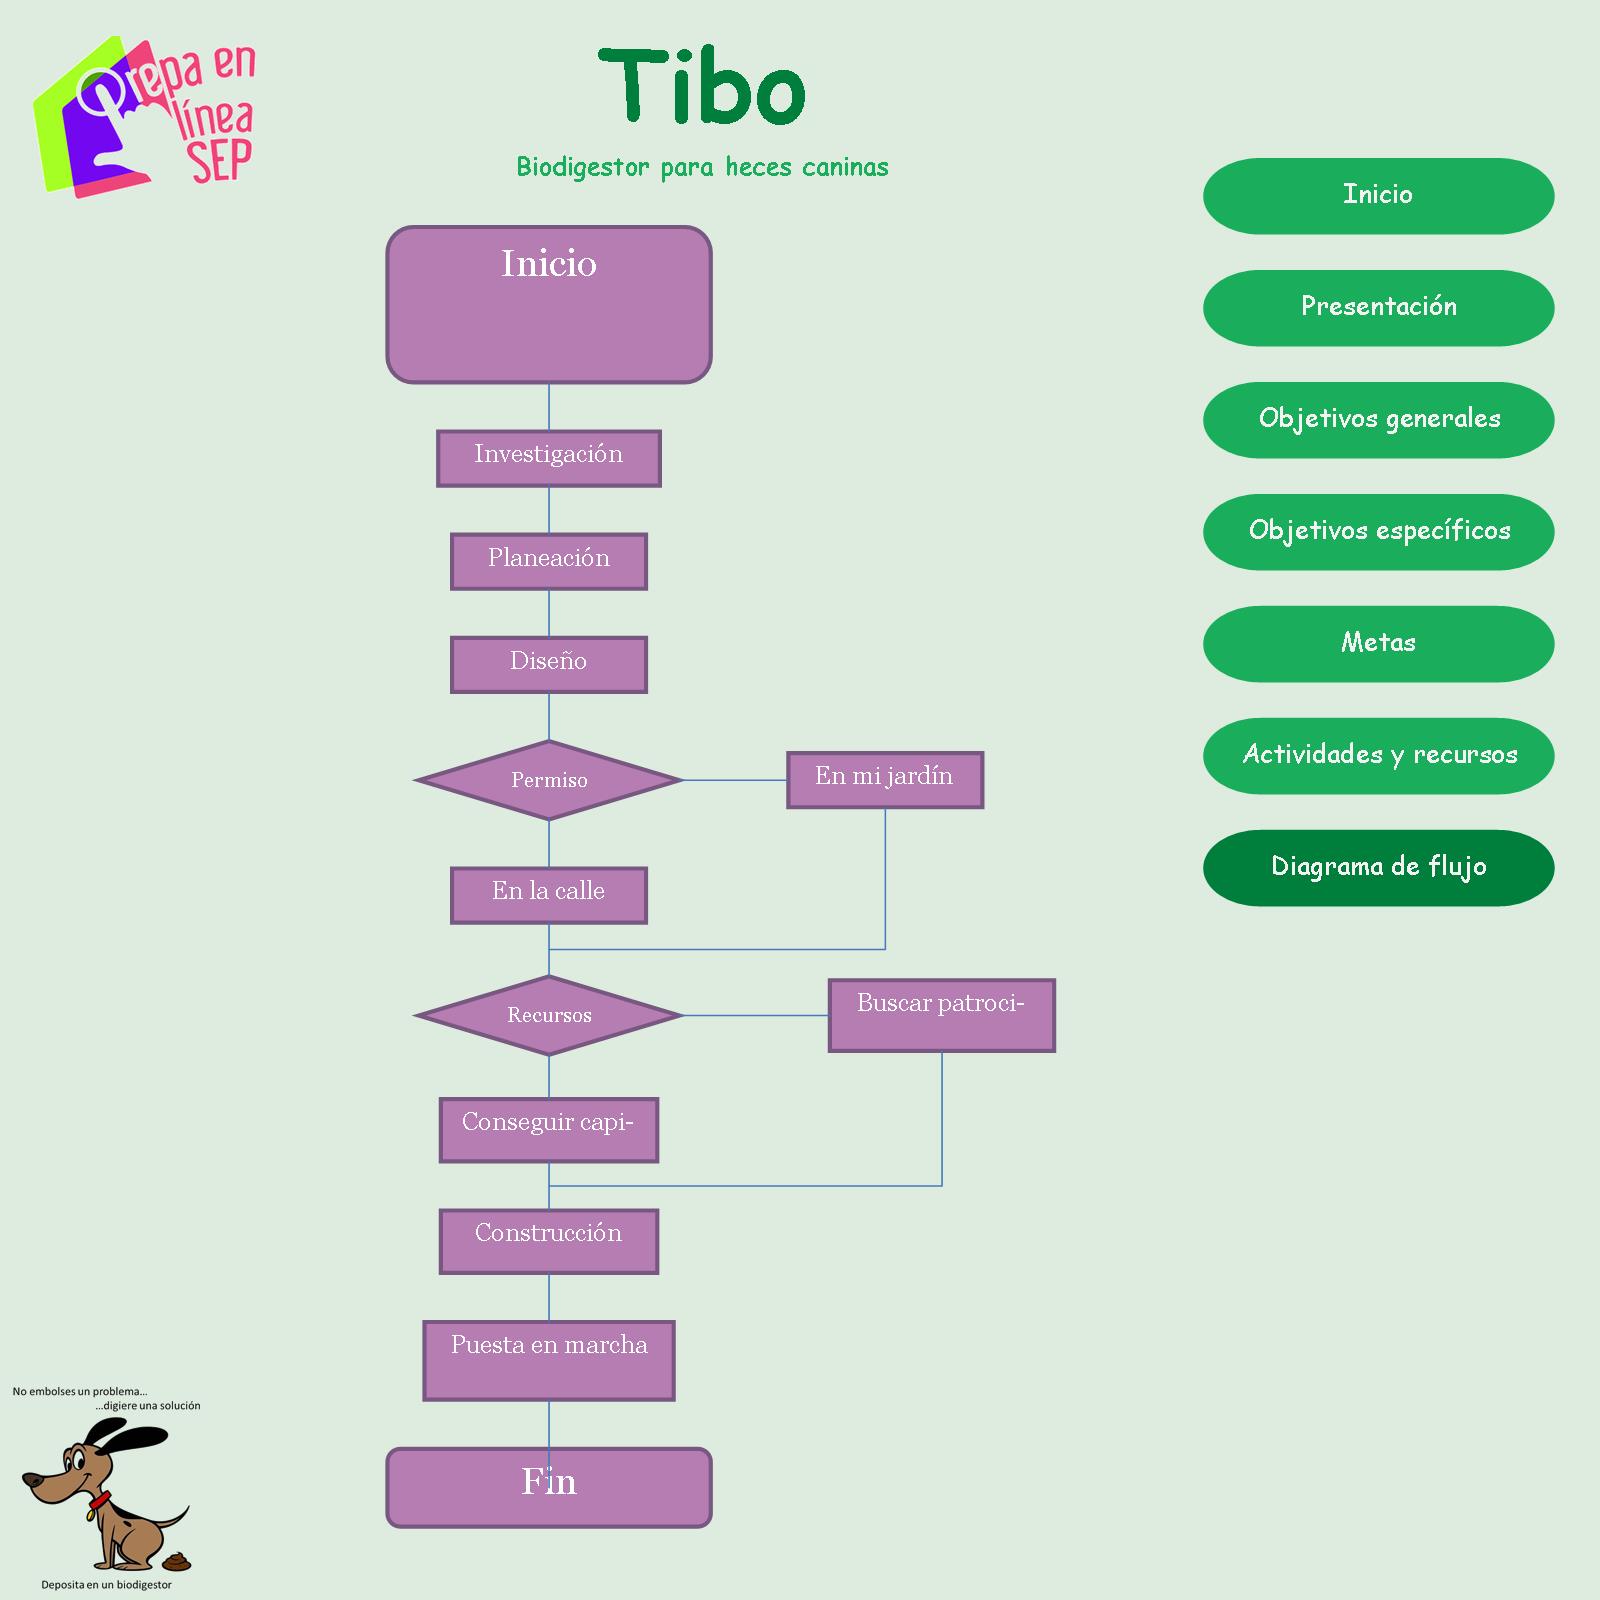 Prepa en
línea
SEP
Tibo
Biodigestor para heces caninas
Inicio
Investigación
Planeación
Diseño
Permiso
En mi jardín
En la calle
Recursos
Buscar patroci-
Conseguir capi-
Construcción
Puesta en marcha
Fin
Inicio
Presentación
Objetivos generales
Objetivos específicos
Metas
Actividades y recursos
Diagrama de flujo
No embolses un problema...
...digiere una solución
Deposita en un biodigestor